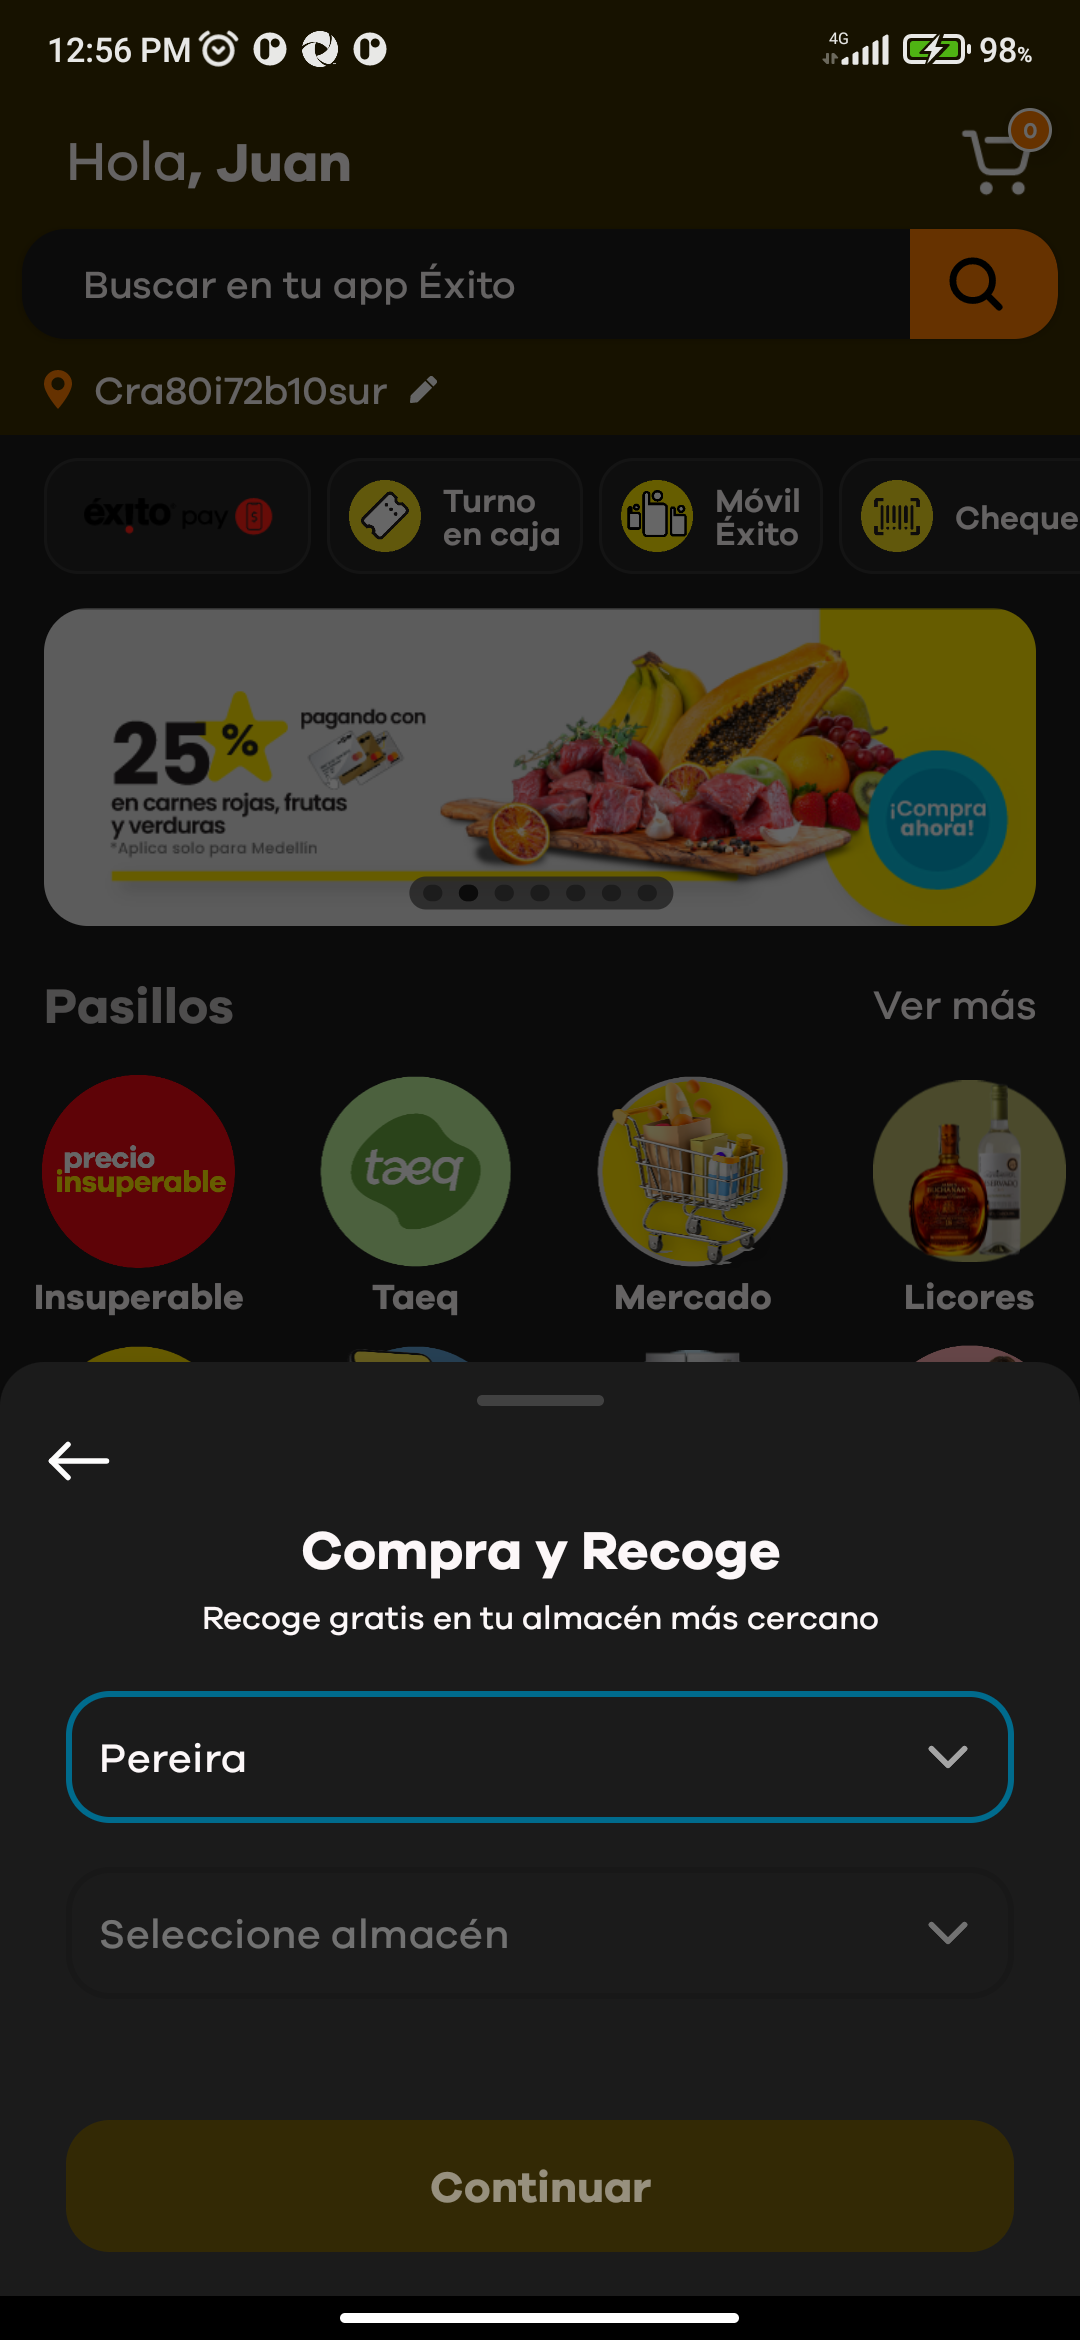 12:56 PM
4G
98%
Hola, Juan
0
Buscar en tu app Éxito
Cra80i72b10sur
éxito pay
$
Turno
en caja
Móvil
Éxito
Cheque
25%
pagando con
en carnes rojas, frutas
y verduras
*Aplica solo para Medellín
¡Compra
ahora!
Pasillos
Ver más
precio
insuperable
taeq
Insuperable
Taeq
Mercado
Licores
Compra y Recoge
Recoge gratis en tu almacén más cercano
Pereira
Seleccione almacén
Continuar